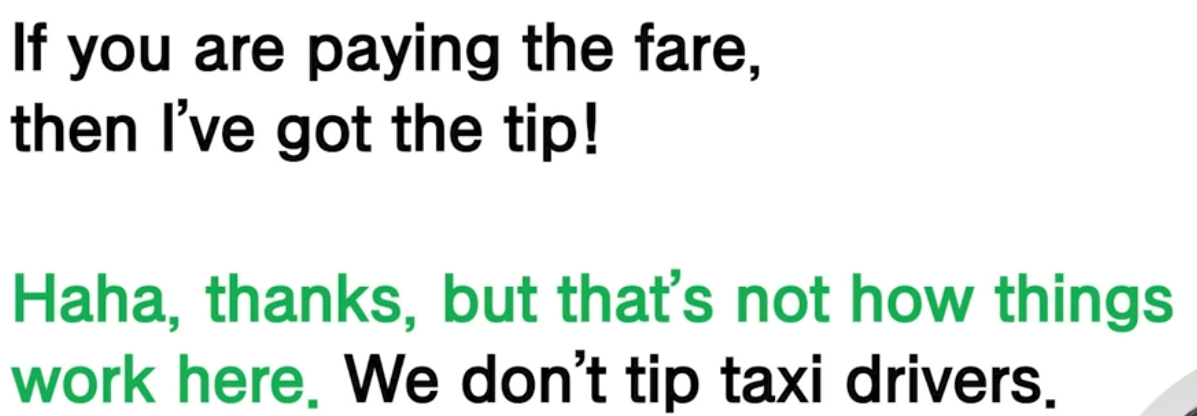 If you are paying the fare,
then I’ve got the tip!
Haha, thanks, but that’s not how things
work here. We don’t tip taxi drivers.